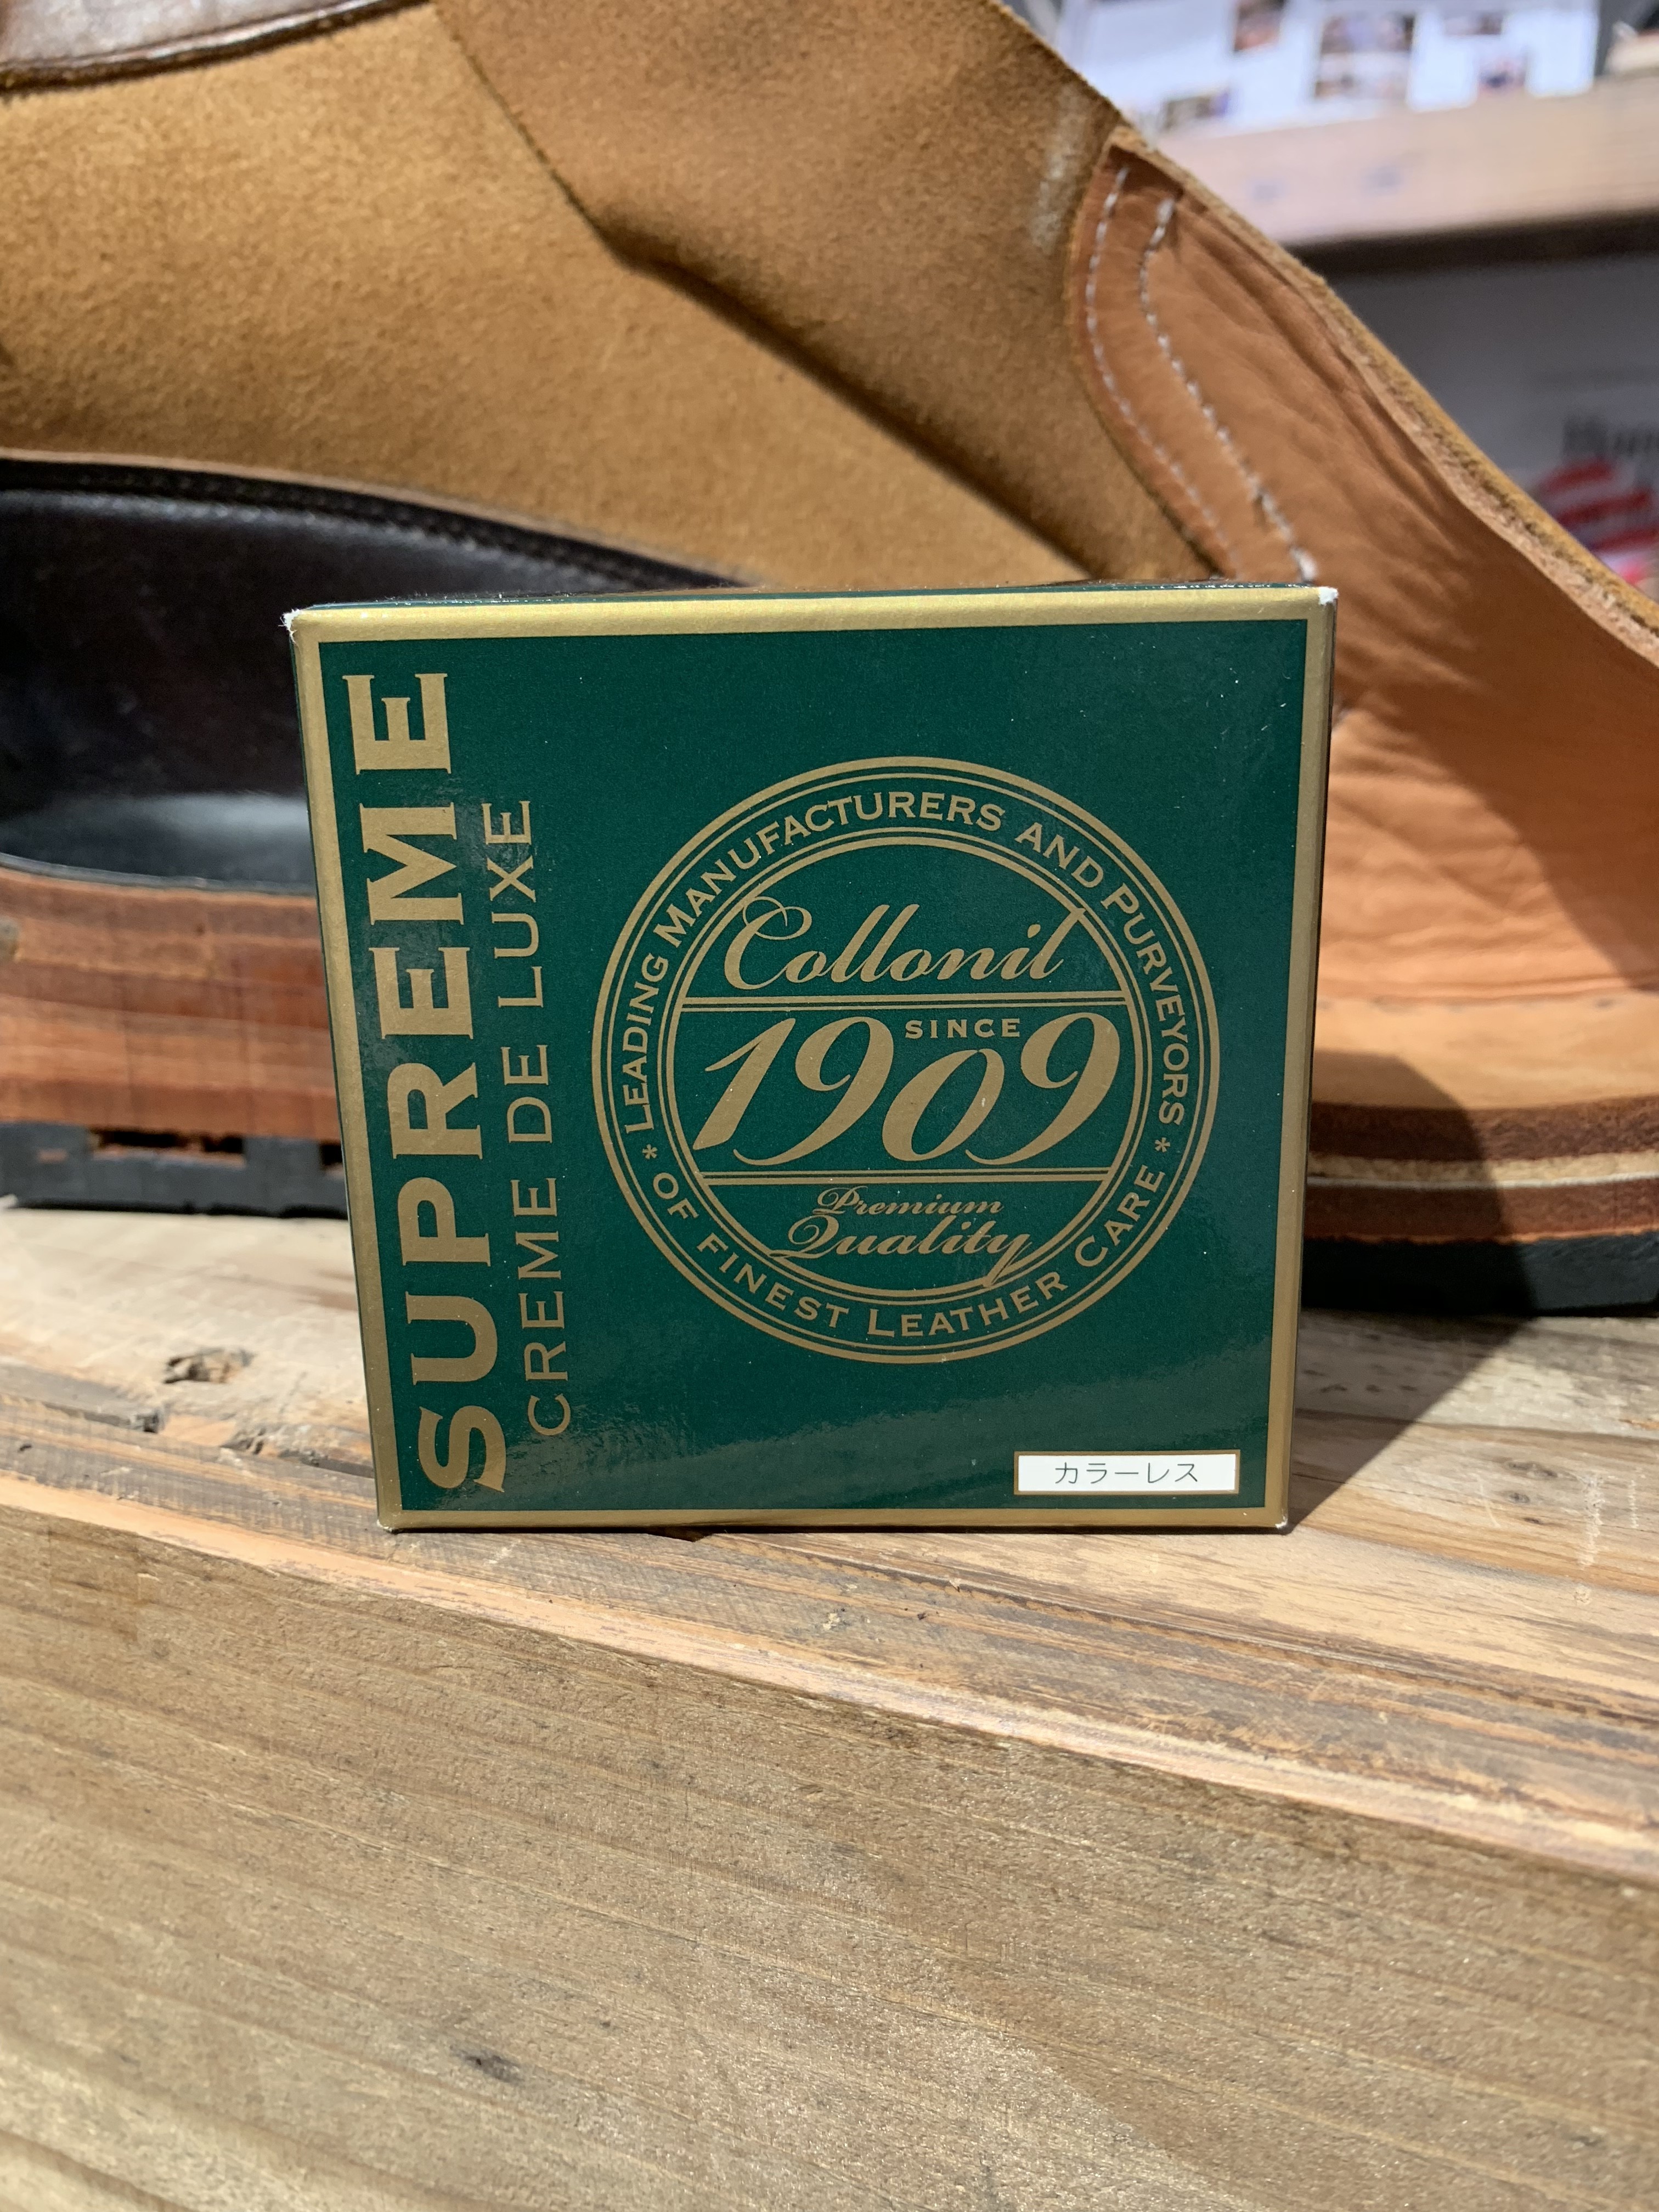 SUPREME
CREME DE LUXE
* LEADING MANUFACTURERS AND PURVEYORS *
OF FINEST LEATHER CARE
Collonil
SINCE
1909
Premium
Quality
カラーレス